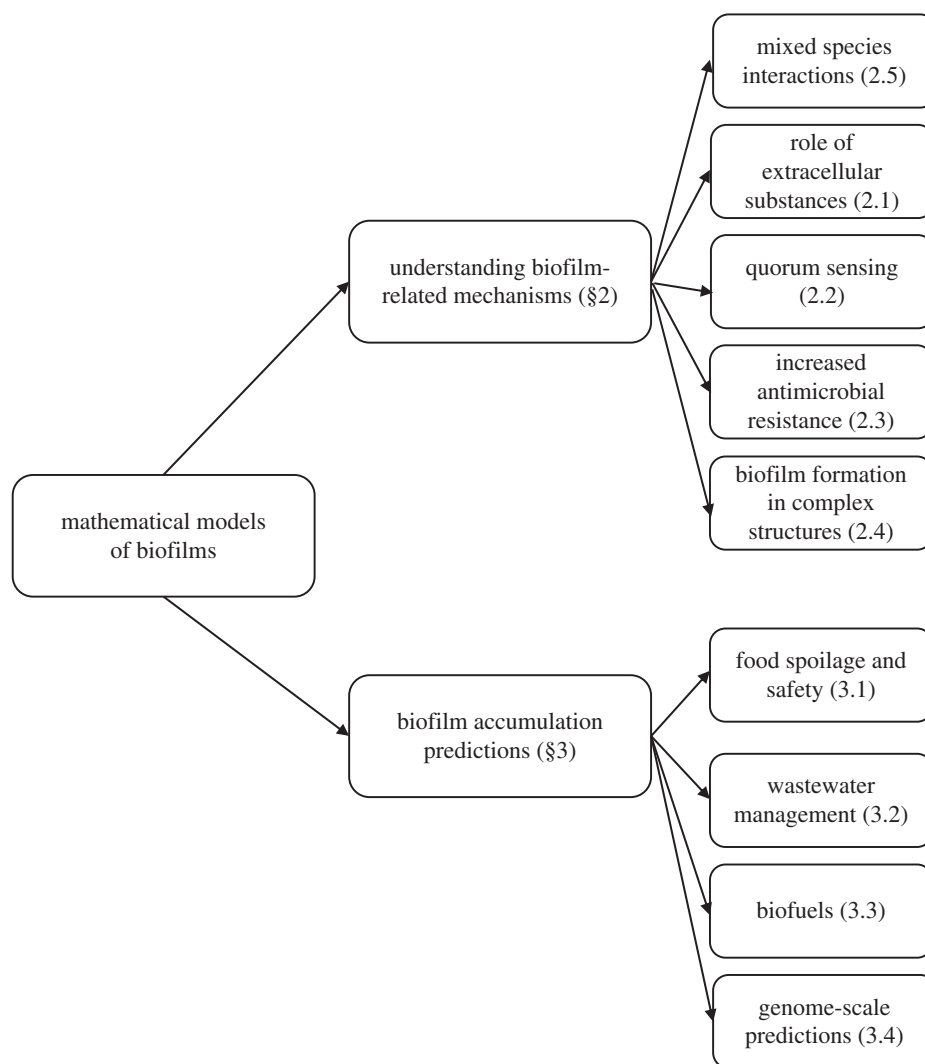 mathematical models
of biofilms
understanding biofilm-
related mechanisms (§2)
mixed species
interactions (2.5)
role of
extracellular
substances (2.1)
quorum sensing
(2.2)
increased
antimicrobial
resistance (2.3)
biofilm formation
in complex
structures (2.4)
biofilm accumulation
predictions (§3)
food spoilage and
safety (3.1)
wastewater
management (3.2)
biofuels (3.3)
genome-scale
predictions (3.4)